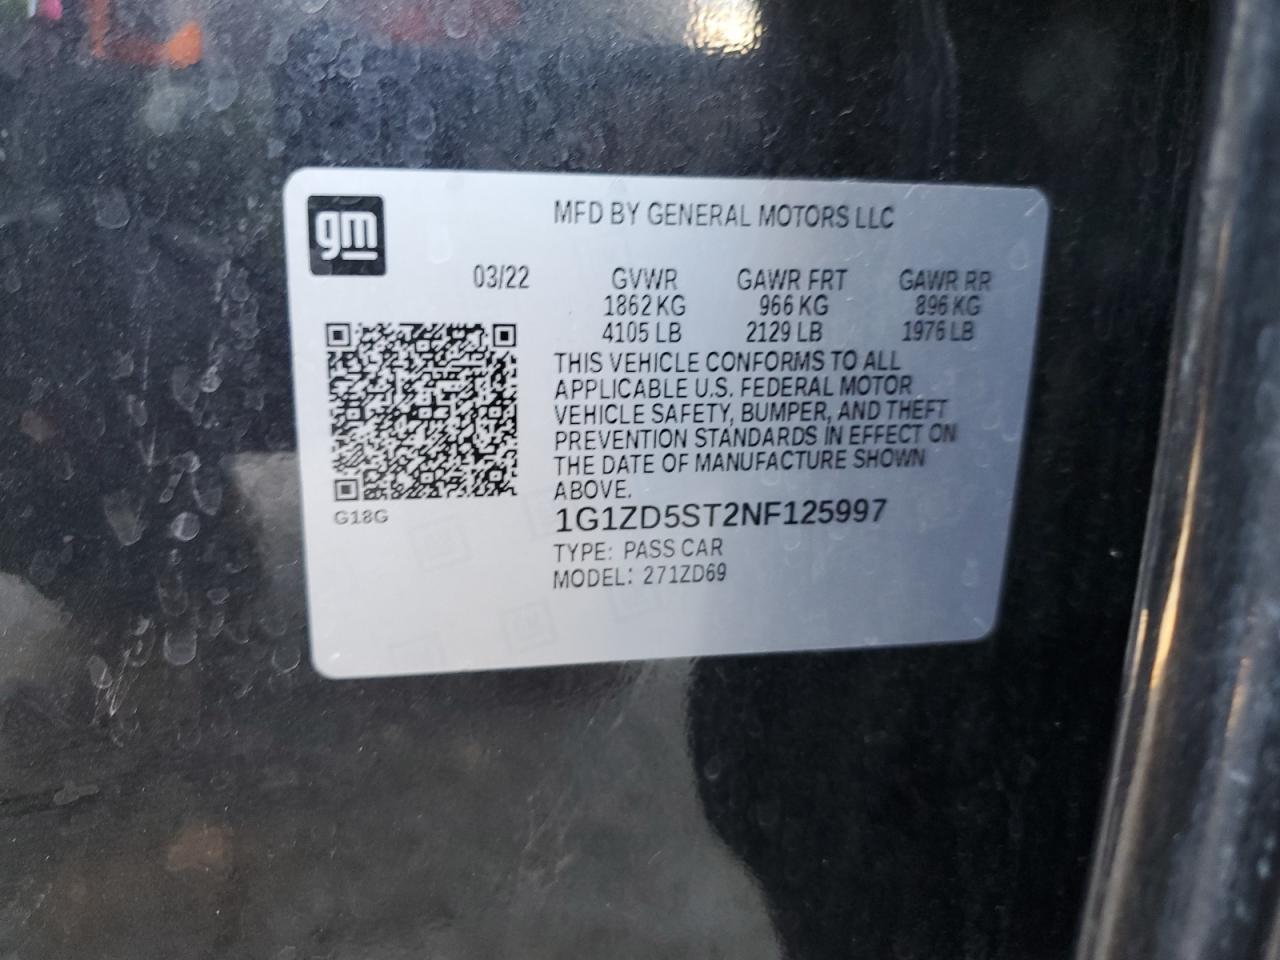 gm
MFD BY GENERAL MOTORS LLC
03/22 GVWR GAWR FRT GAWR RR
1862 KG 966 KG 896 KG
4105 LB 2129 LB 1976 LB
THIS VEHICLE CONFORMS TO ALL
APPLICABLE U.S. FEDERAL MOTOR
VEHICLE SAFETY, BUMPER, AND THEFT
PREVENTION STANDARDS IN EFFECT ON
THE DATE OF MANUFACTURE SHOWN
ABOVE.
G18G
1G1ZD5ST2NF125997
TYPE: PASS CAR
MODEL: 271ZD69